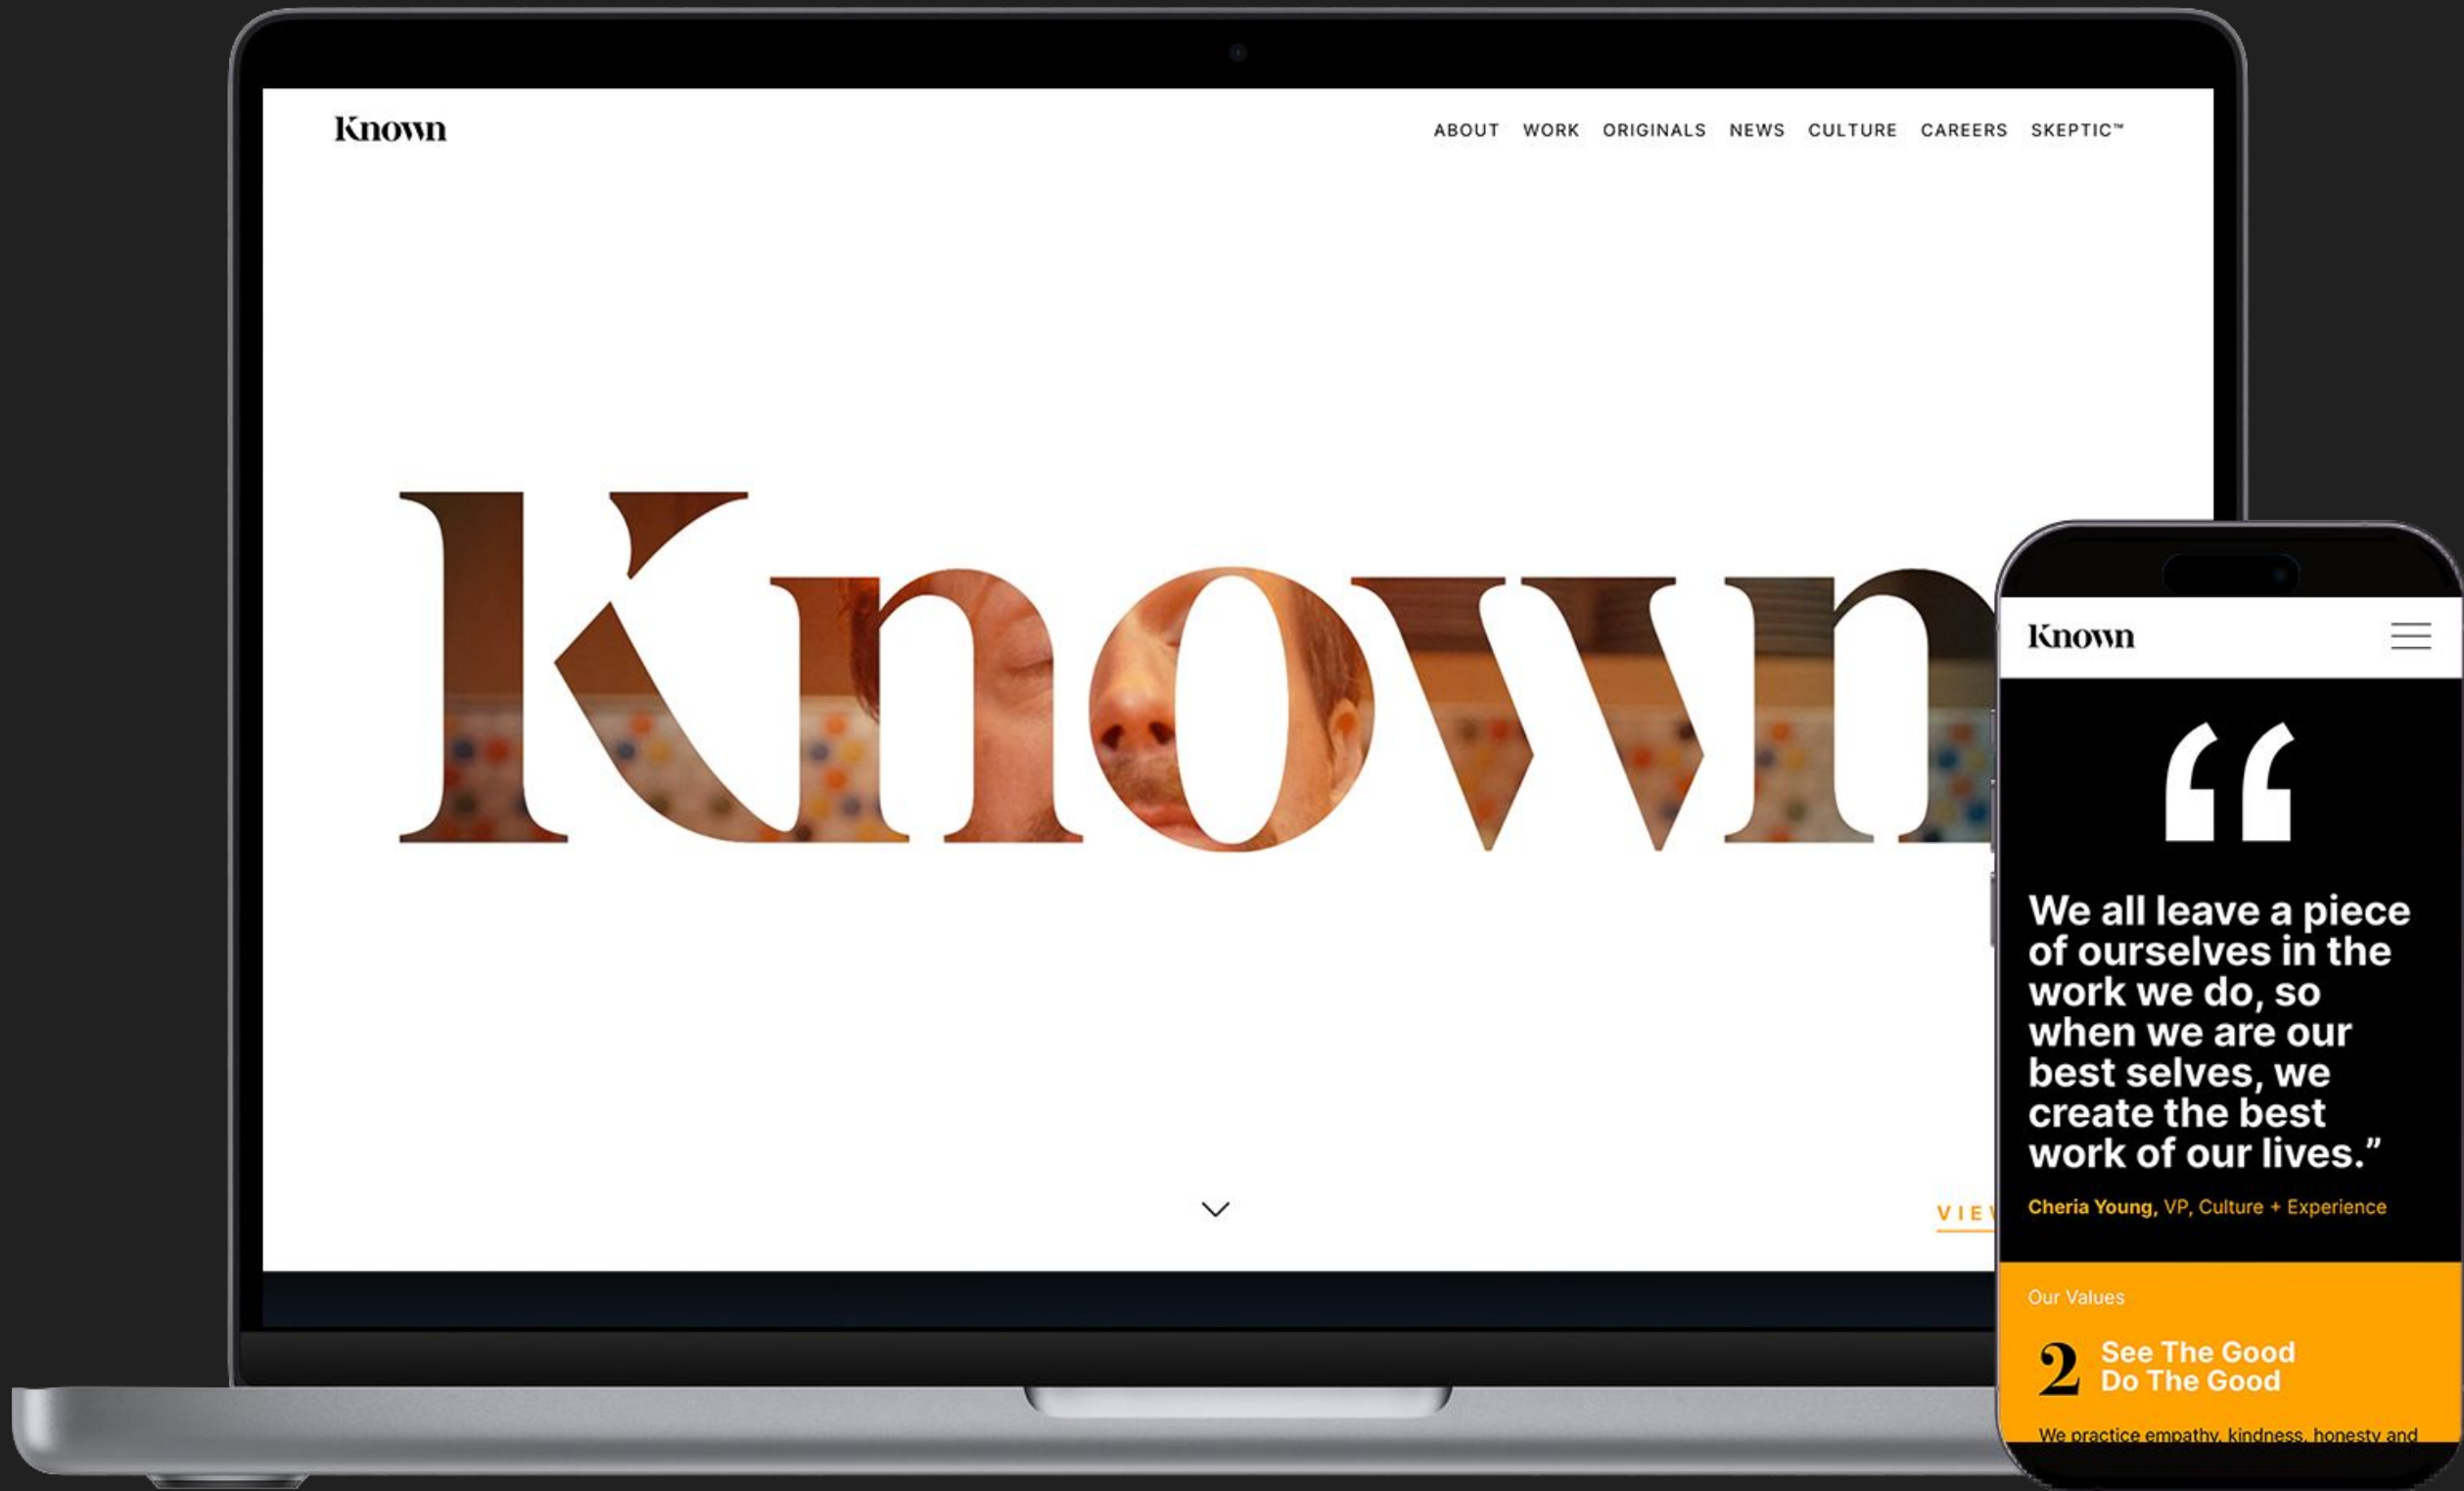 Known
ABOUT WORK ORIGINALS NEWS CULTURE CAREERS SKEPTIC™
Known
Known
“
We all leave a piece
of ourselves in the
work we do, so
when we are our
best selves, we
create the best
work of our lives.”
Cheria Young, VP, Culture + Experience
Our Values
2 See The Good
Do The Good
We practice empathy, kindness, honesty and